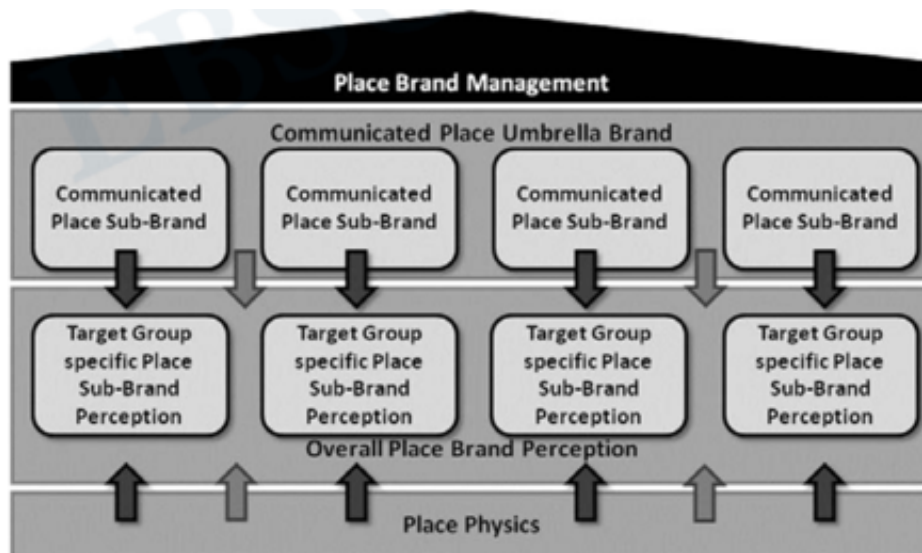 EBS
Place Brand Management
Communicated Place Umbrella Brand
Communicated
Place Sub-Brand
Communicated
Place Sub-Brand
Communicated
Place Sub-Brand
Communicated
Place Sub-Brand
Target Group
specific Place
Sub-Brand
Perception
Target Group
specific Place
Sub-Brand
Perception
Target Group
specific Place
Sub-Brand
Perception
Target Group
specific Place
Sub-Brand
Perception
Overall Place Brand Perception
Place Physics